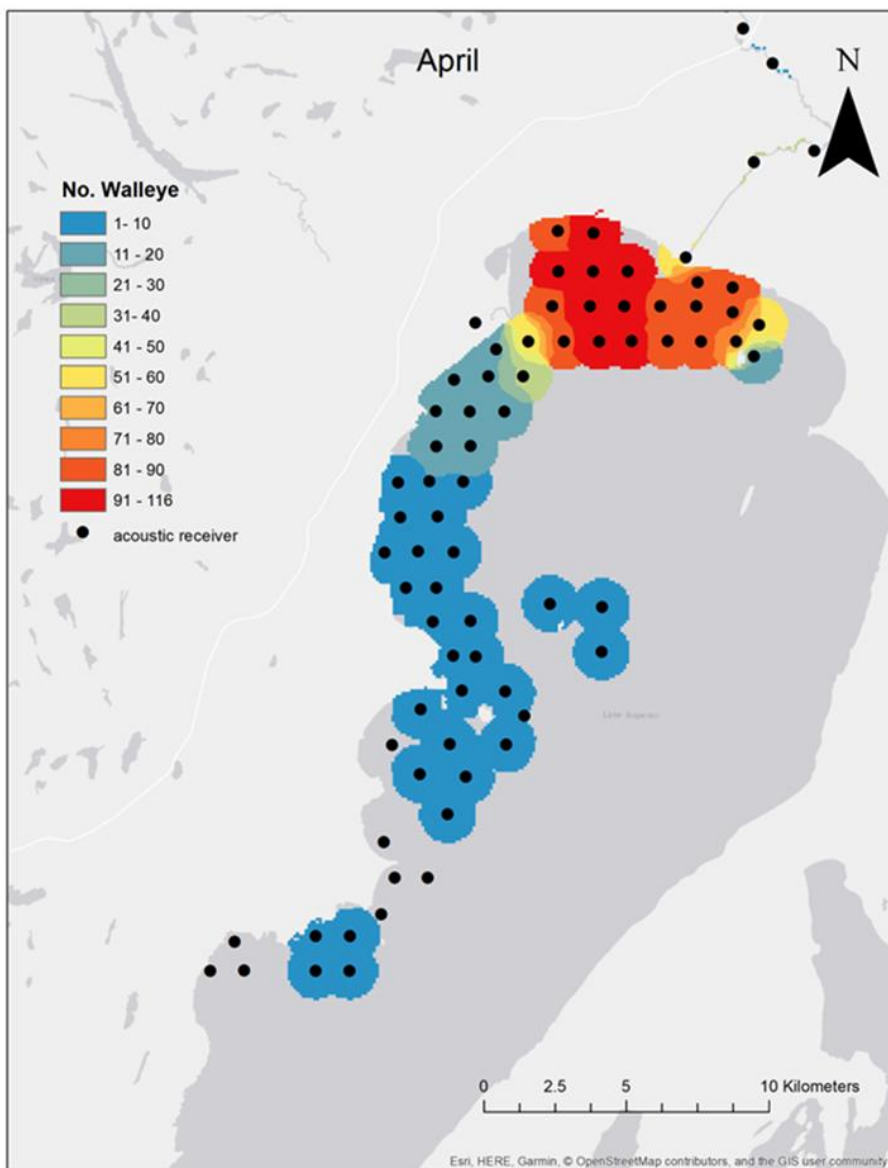 April
N
No. Walleye
1- 10
11 - 20
21 - 30
31- 40
41 - 50
51 - 60
61 - 70
71 - 80
81 - 90
91 - 116
acoustic receiver
Lake Superior
0 2.5 5 10 Kilometers
Esri, HERE, Garmin, © OpenStreetMap contributors, and the GIS user community